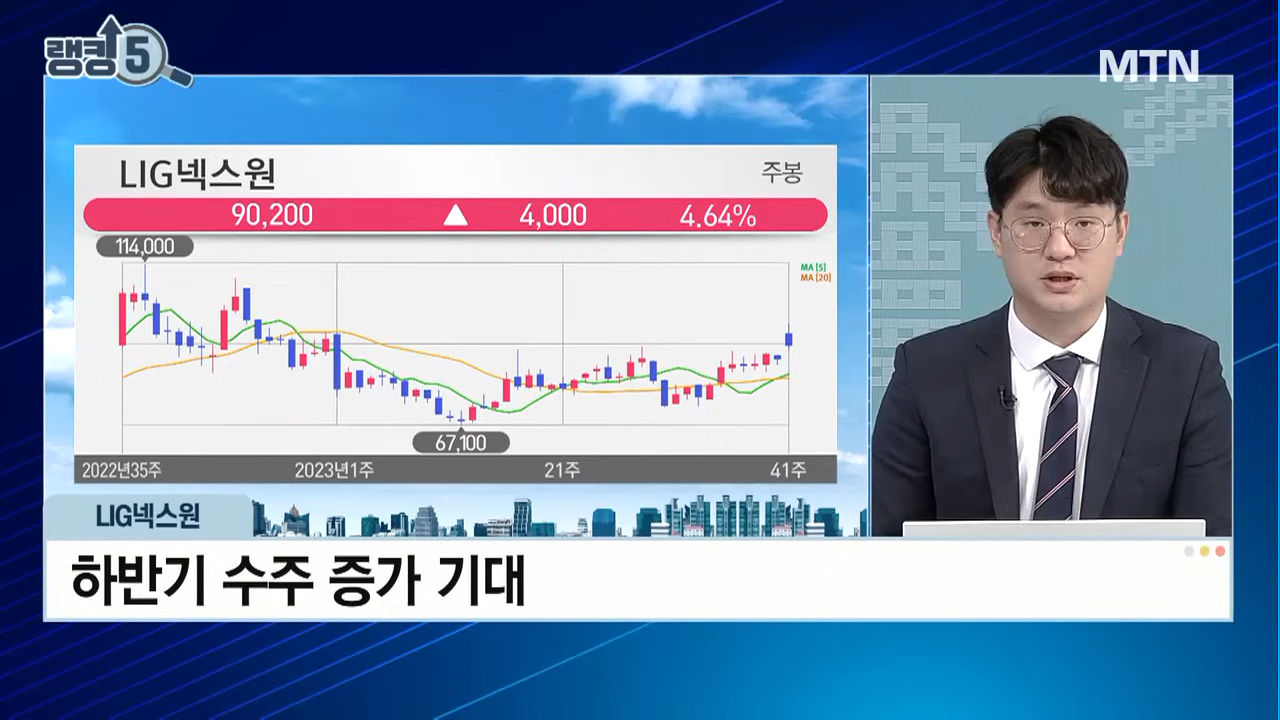 랭킹5
MTN
LIG넥스원
주봉
90,200 ▲ 4,000 4.64%
114,000
MA [5]
MA [20]
67,100
2022년35주 2023년1주 21주 41주
LIG넥스원
하반기 수주 증가 기대